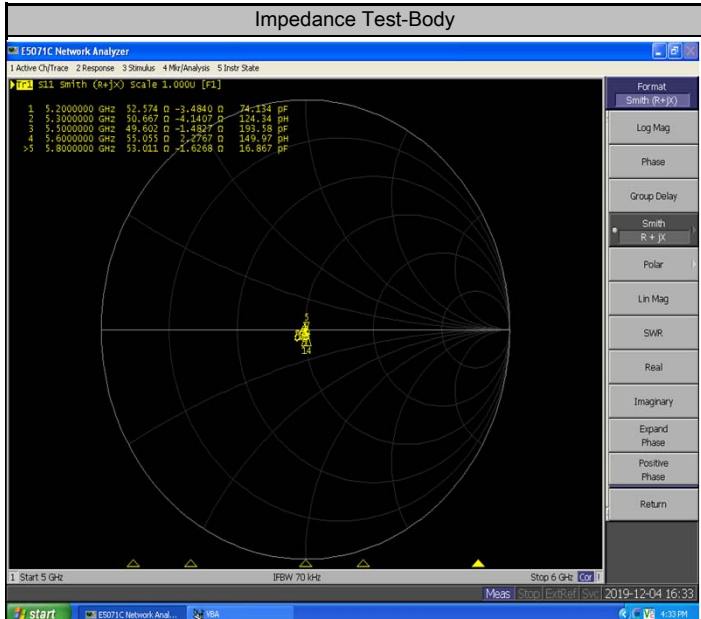 Impedance Test-Body
E5071C Network Analyzer
1 Active Ch/Trace 2 Response 3 Stimulus 4 Mkr/Analysis 5 Instr State
Tr1 S11 Smith (R+jX) Scale 1.000U [F1]
1 5.2000000 GHz 52.574 Ω -3.4840 Ω 74.134 pF
2 5.3000000 GHz 50.667 Ω -4.1407 Ω 124.34 pH
3 5.5000000 GHz 49.602 Ω -1.4827 Ω 193.58 pF
4 5.6000000 GHz 55.055 Ω 2.2767 Ω 149.97 pH
>5 5.8000000 GHz 53.011 Ω -1.6268 Ω 16.867 pF
5
14
Format
Smith (R+jX)
Log Mag
Phase
Group Delay
Smith
R + jX
Polar
Lin Mag
SWR
Real
Imaginary
Expand
Phase
Positive
Phase
Return
1 Start 5 GHz IFBW 70 kHz Stop 6 GHz Cor !
Meas Stop ExtRef Svc 2019-12-04 16:33
start E5071C Network Anal... VBA 4:33 PM